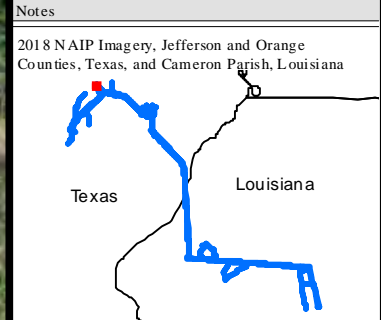 Notes
2018 NAIP Imagery, Jefferson and Orange
Counties, Texas, and Cameron Parish, Louisiana
Texas
Louisiana